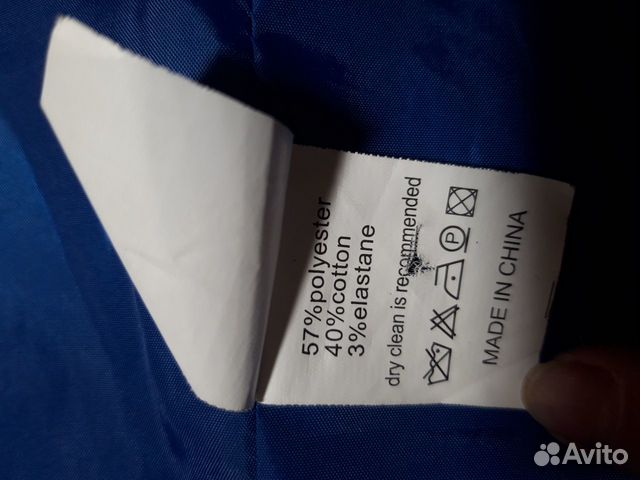 57%polyester
40%cotton
3%elastane
dry clean is recommended
P
MADE IN CHINA
Avito